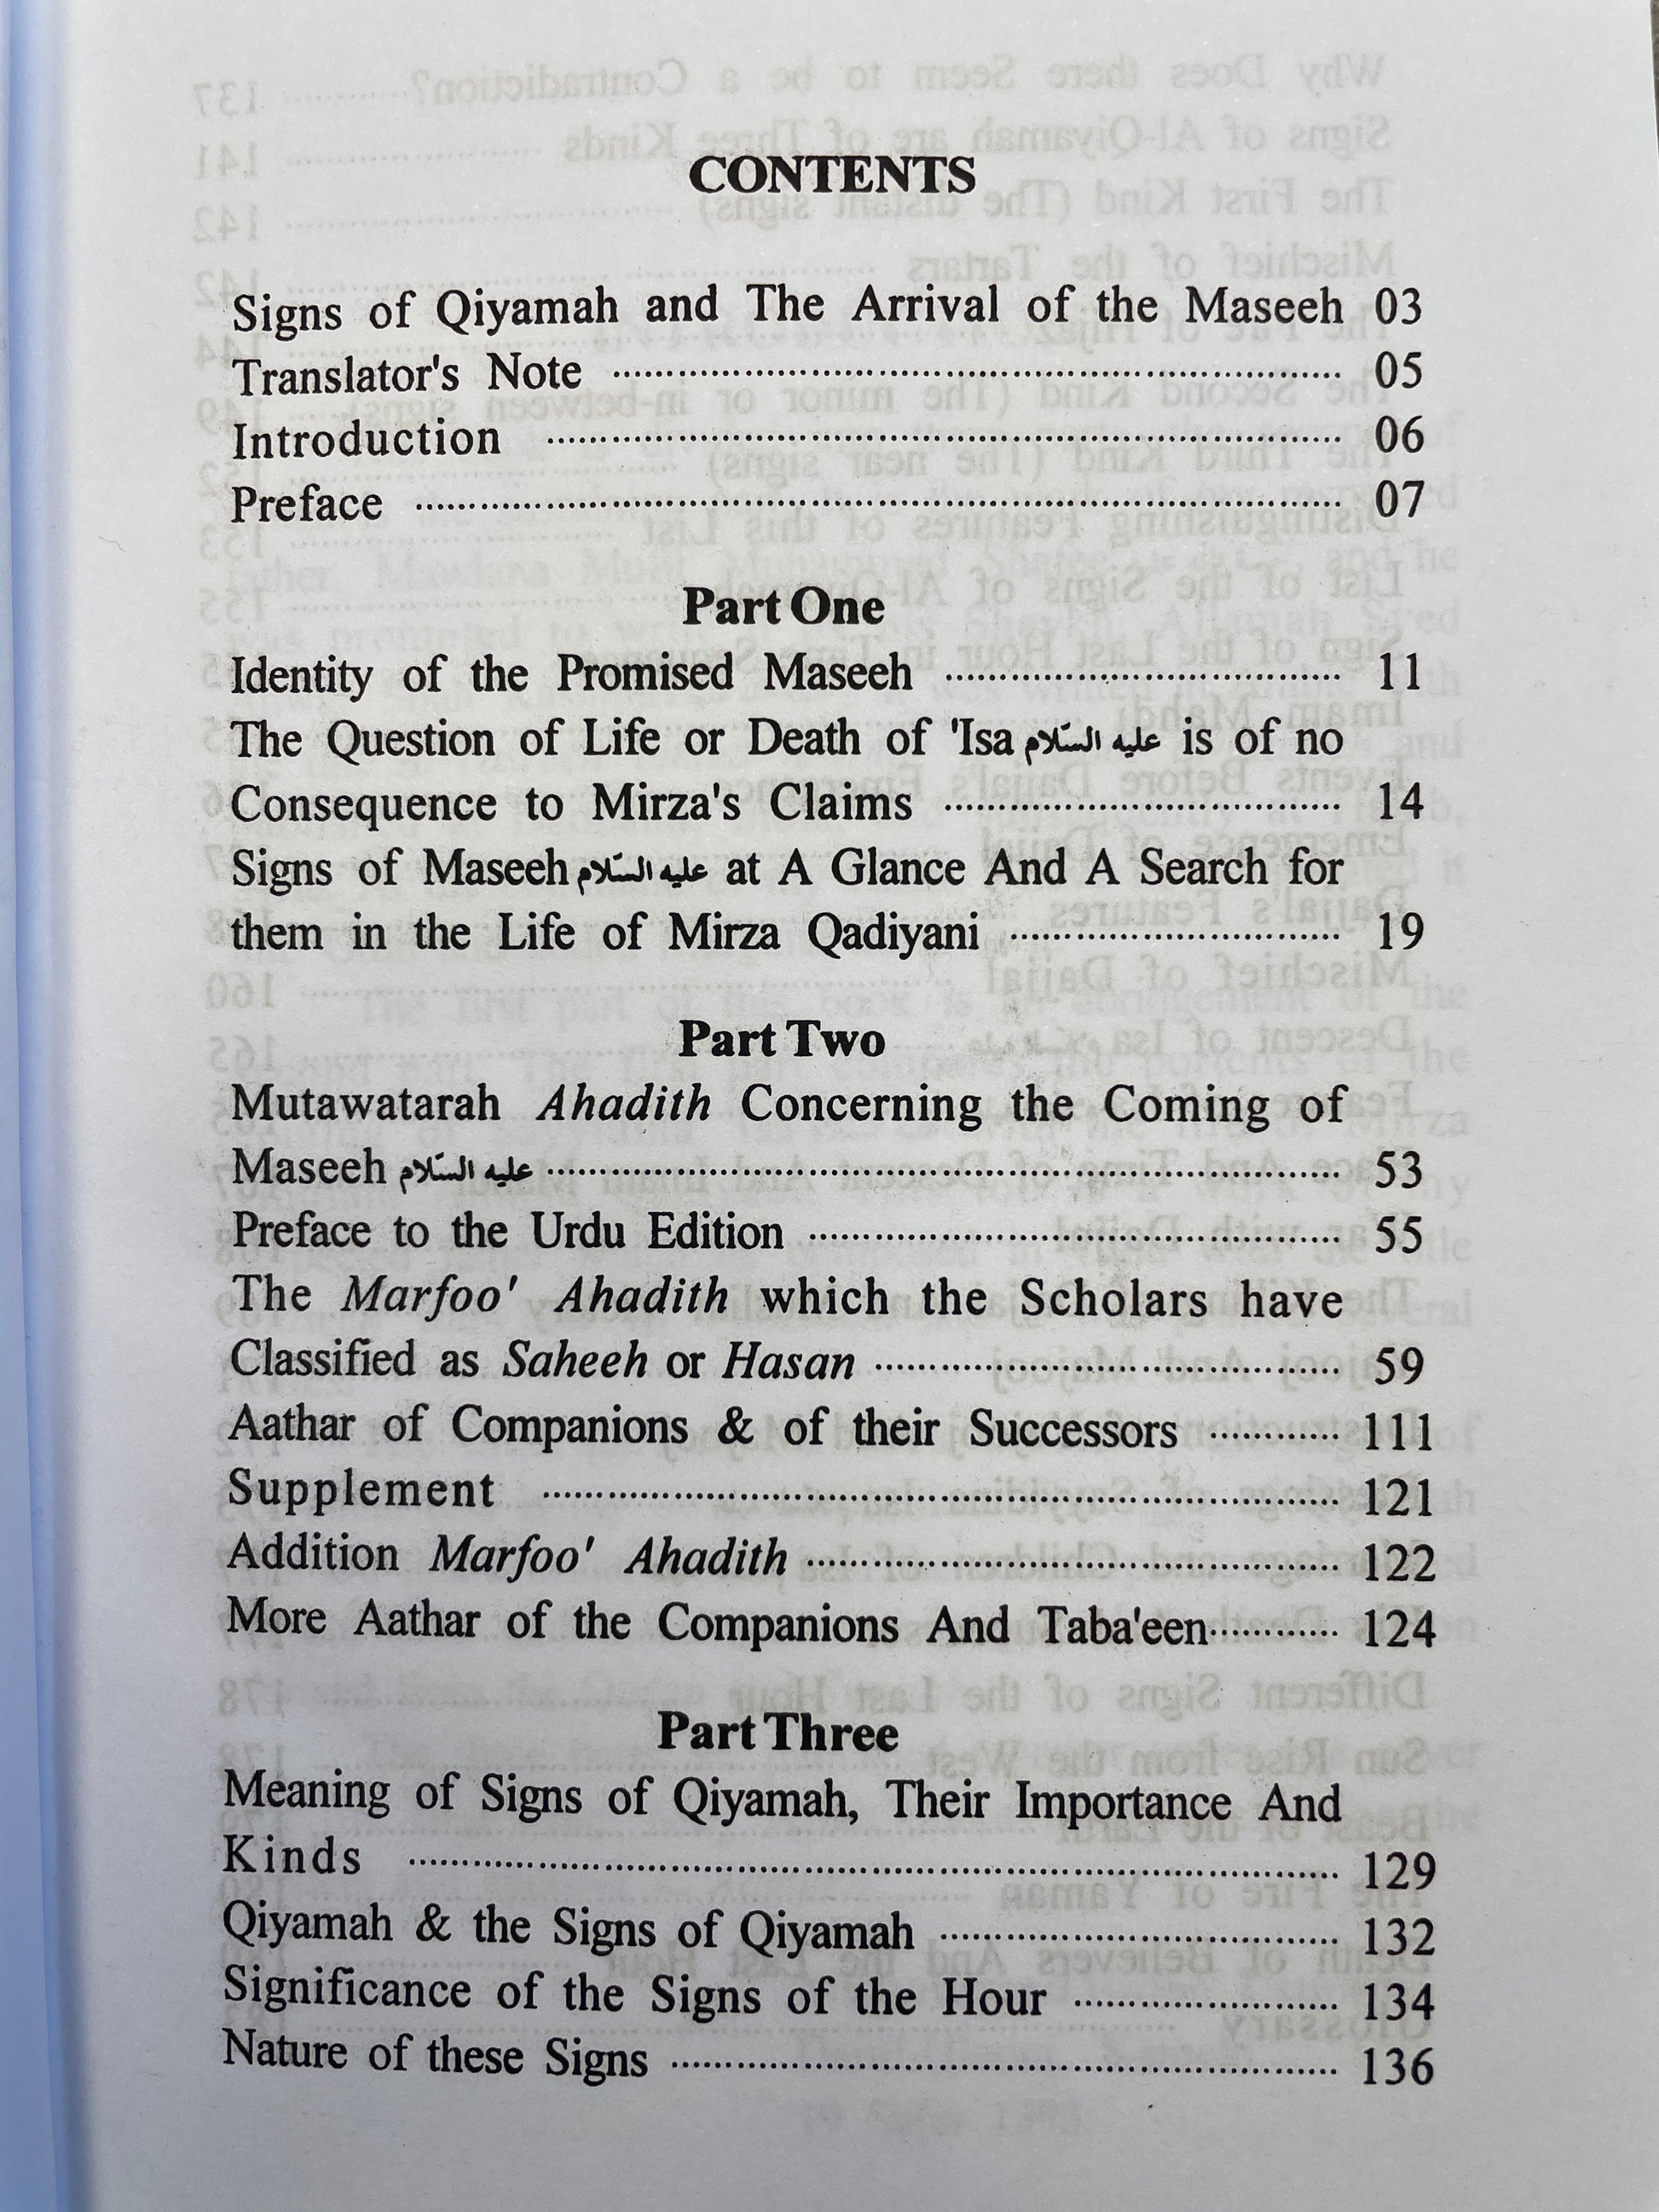 CONTENTS
Signs of Qiyamah and The Arrival of the Maseeh 03
Translator's Note ........................ 05
Introduction ........................ 06
Preface ........................ 07
Part One
Identity of the Promised Maseeh ........................ 11
The Question of Life or Death of 'Isa عليه السّلام is of no
Consequence to Mirza's Claims ........................ 14
Signs of Maseeh عليه السّلام at A Glance And A Search for
them in the Life of Mirza Qadiyani ........................ 19
Part Two
Mutawatarah Ahadith Concerning the Coming of
Maseeh عليه السّلام ........................ 53
Preface to the Urdu Edition ........................ 55
The Marfoo' Ahadith which the Scholars have
Classified as Saheeh or Hasan ........................ 59
Aathar of Companions & of their Successors ............ 111
Supplement ........................ 121
Addition Marfoo' Ahadith ........................ 122
More Aathar of the Companions And Taba'een............ 124
Part Three
Meaning of Signs of Qiyamah, Their Importance And
Kinds ........................ 129
Qiyamah & the Signs of Qiyamah ........................ 132
Significance of the Signs of the Hour ........................ 134
Nature of these Signs ........................ 136